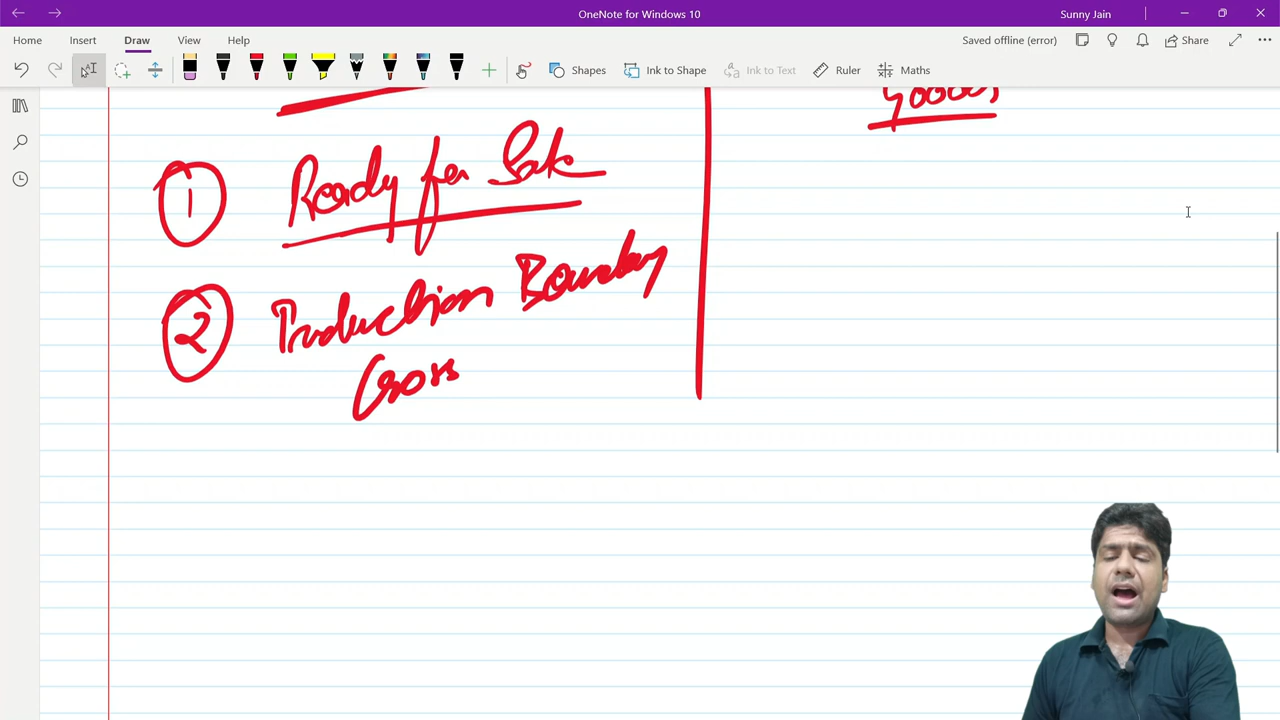 OneNote for Windows 10
Sunny Jain
Home Insert Draw View Help
Saved offline (error)
Share
Shapes
Ink to Shape
Ink to Text
Ruler
Maths
Goods
1 Ready for Sale
2 Production Boundary
Cross